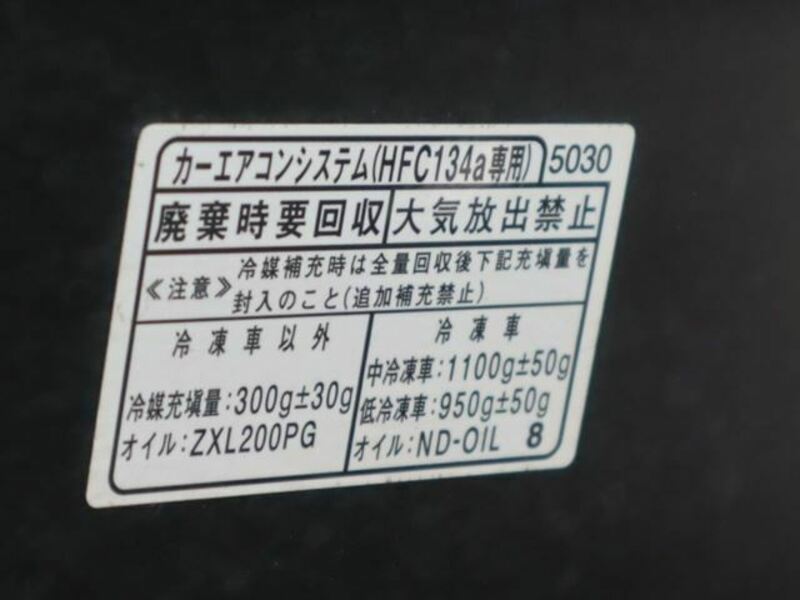 カーエアコンシステム(HFC134a専用) 5030
廃棄時要回収 大気放出禁止
≪注意≫ 冷媒補充時は全量回収後下記充填量を
封入のこと(追加補充禁止)
冷凍車以外
冷媒充填量:300g±30g
オイル:ZXL200PG
冷凍車
中冷凍車:1100g±50g
低冷凍車:950g±50g
オイル:ND-OIL 8